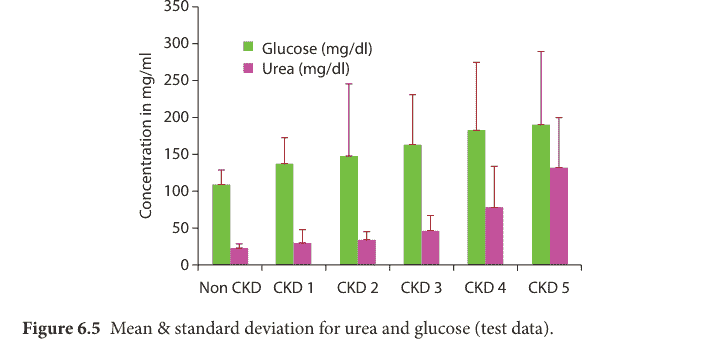 350
300
250
200
150
100
50
0
Concentration in mg/ml
Glucose (mg/dl)
Urea (mg/dl)
Non CKD CKD 1 CKD 2 CKD 3 CKD 4 CKD 5
Figure 6.5 Mean & standard deviation for urea and glucose (test data).